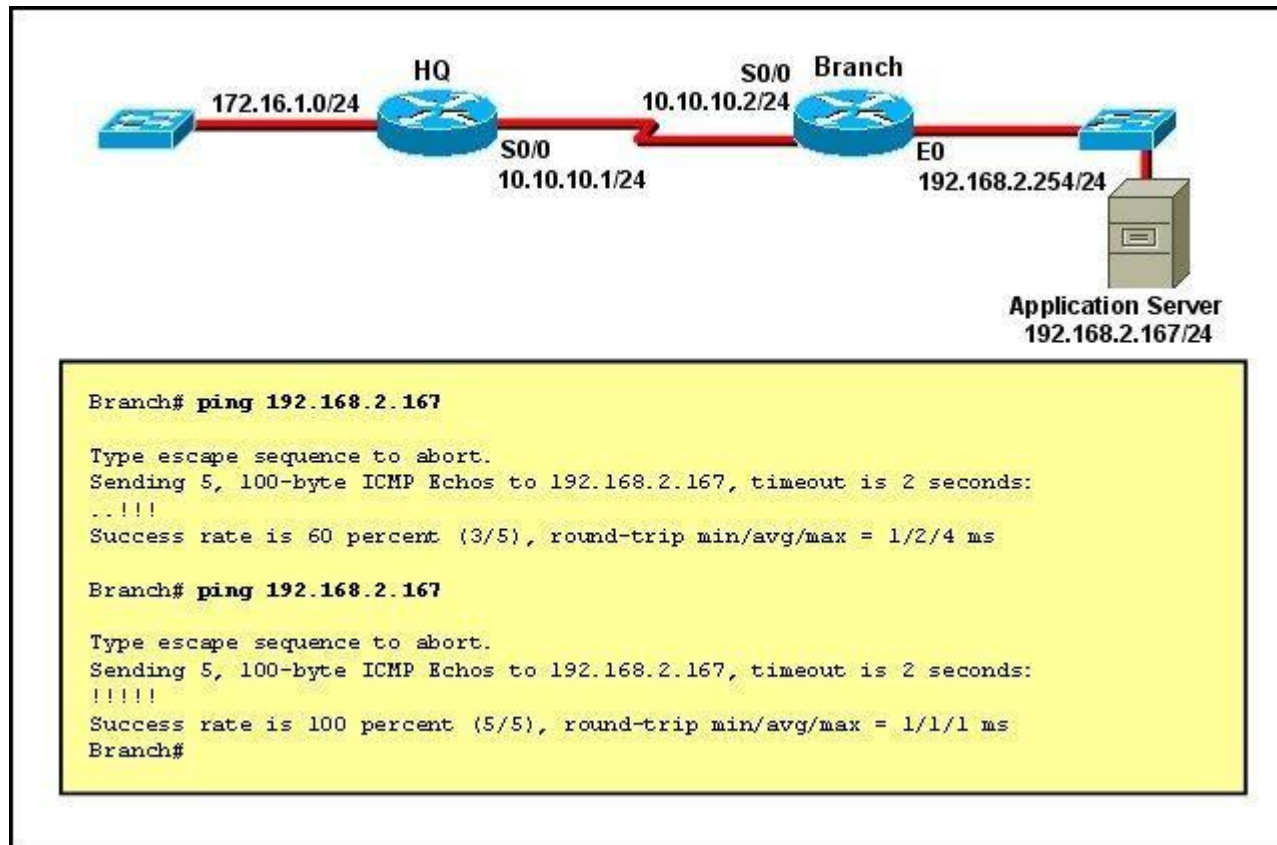 HQ
S0/0 Branch
172.16.1.0/24
10.10.10.2/24
S0/0
10.10.10.1/24
E0
192.168.2.254/24
Application Server
192.168.2.167/24
Branch# ping 192.168.2.167
Type escape sequence to abort.
Sending 5, 100-byte ICMP Echos to 192.168.2.167, timeout is 2 seconds:
..!!!
Success rate is 60 percent (3/5), round-trip min/avg/max = 1/2/4 ms
Branch# ping 192.168.2.167
Type escape sequence to abort.
Sending 5, 100-byte ICMP Echos to 192.168.2.167, timeout is 2 seconds:
!!!!!
Success rate is 100 percent (5/5), round-trip min/avg/max = 1/1/1 ms
Branch#